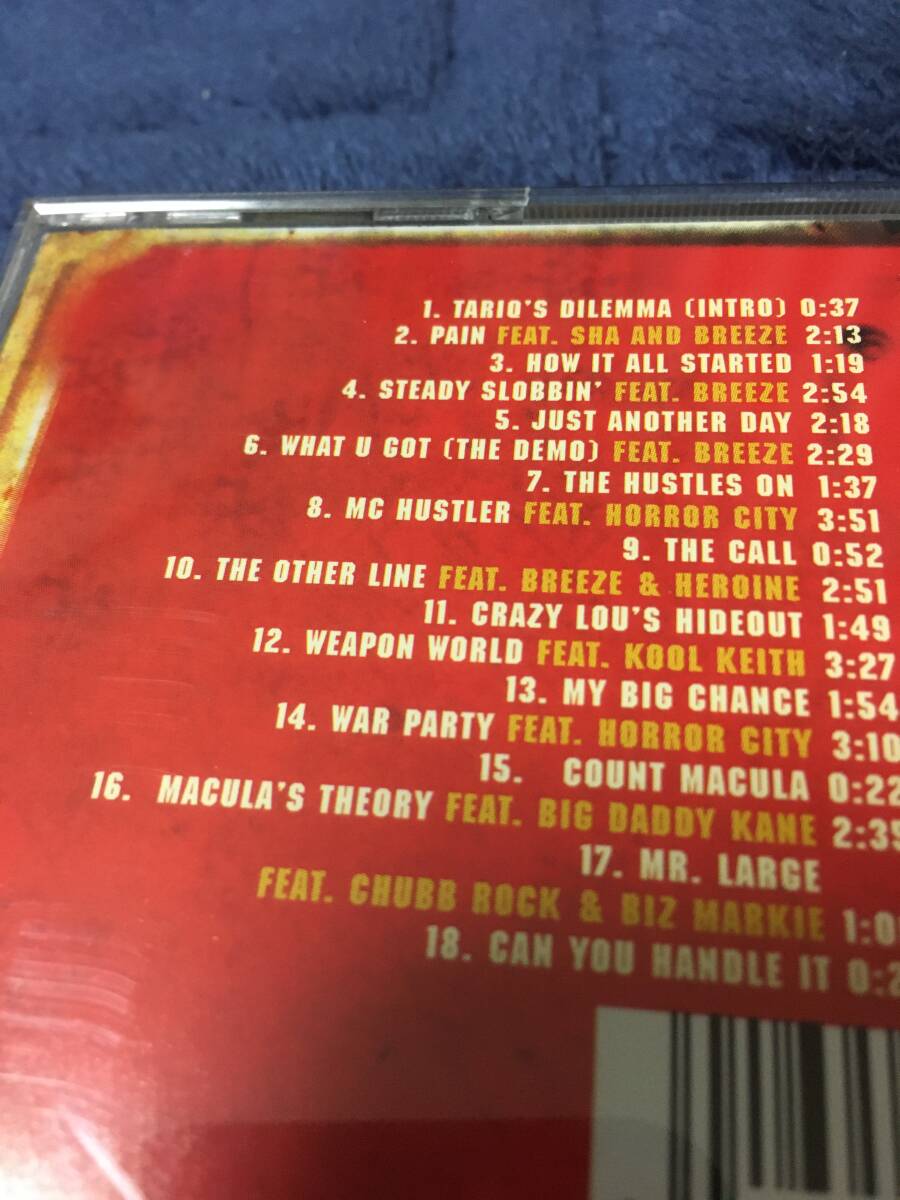 1. TARIQ'S DILEMMA (INTRO) 0:37
2. PAIN FEAT. SHA AND BREEZE 2:13
3. HOW IT ALL STARTED 1:19
4. STEADY SLOBBIN' FEAT. BREEZE 2:54
5. JUST ANOTHER DAY 2:18
6. WHAT U GOT (THE DEMO) FEAT. BREEZE 2:29
7. THE HUSTLES ON 1:37
8. MC HUSTLER FEAT. HORROR CITY 3:51
9. THE CALL 0:52
10. THE OTHER LINE FEAT. BREEZE & HEROINE 2:51
11. CRAZY LOU'S HIDEOUT 1:49
12. WEAPON WORLD FEAT. KOOL KEITH 3:27
13. MY BIG CHANCE 1:54
14. WAR PARTY FEAT. HORROR CITY 3:10
15. COUNT MACULA 0:22
16. MACULA'S THEORY FEAT. BIG DADDY KANE 2:35
17. MR. LARGE
FEAT. CHUBB ROCK & BIZ MARKIE
18. CAN YOU HANDLE IT